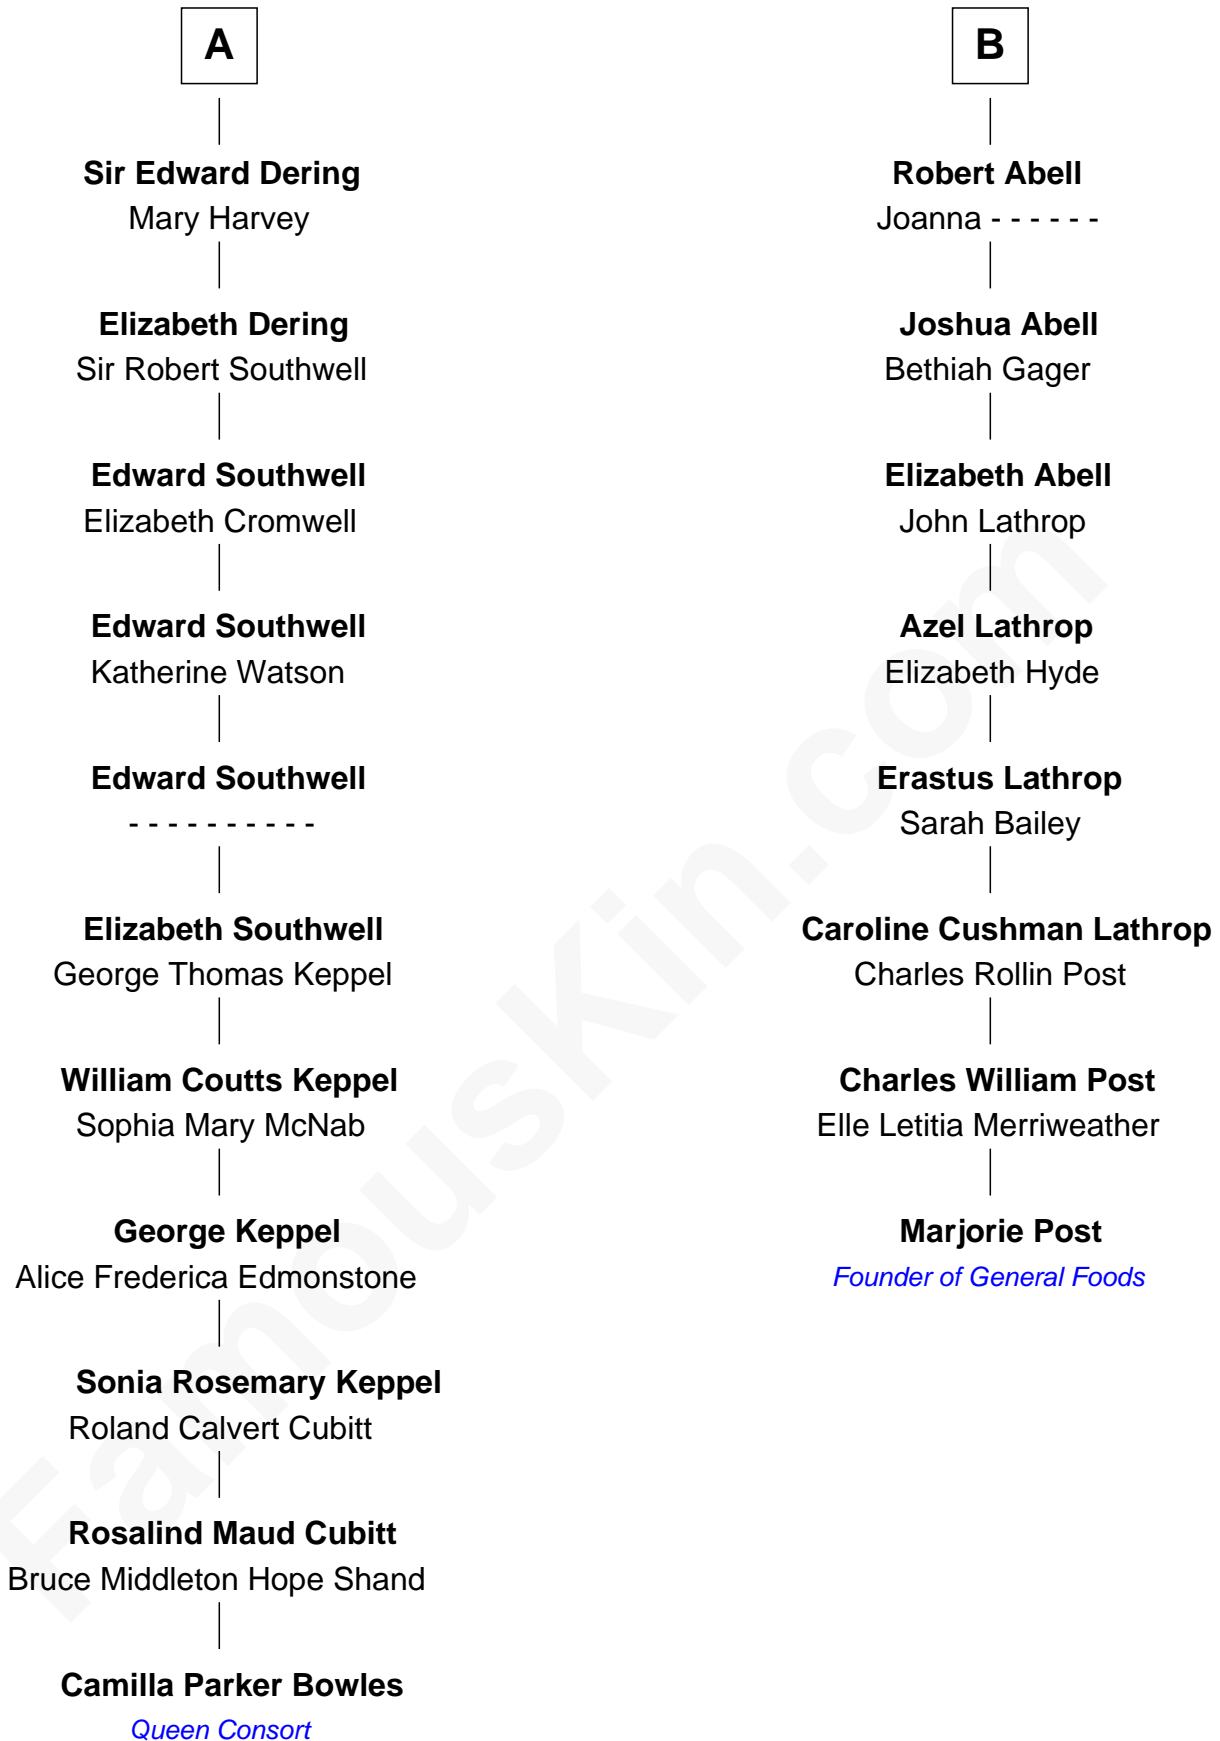 A
Sir Edward Dering
Mary Harvey
Elizabeth Dering
Sir Robert Southwell
Edward Southwell
Elizabeth Cromwell
Edward Southwell
Katherine Watson
Edward Southwell
- - - - - - - - - -
Elizabeth Southwell
George Thomas Keppel
William Coutts Keppel
Sophia Mary McNab
George Keppel
Alice Frederica Edmonstone
Sonia Rosemary Keppel
Roland Calvert Cubitt
Rosalind Maud Cubitt
Bruce Middleton Hope Shand
Camilla Parker Bowles
Queen Consort
B
Robert Abell
Joanna - - - - - -
Joshua Abell
Bethiah Gager
Elizabeth Abell
John Lathrop
Azel Lathrop
Elizabeth Hyde
Erastus Lathrop
Sarah Bailey
Caroline Cushman Lathrop
Charles Rollin Post
Charles William Post
Elle Letitia Merriweather
Marjorie Post
Founder of General Foods
FamousKin.com